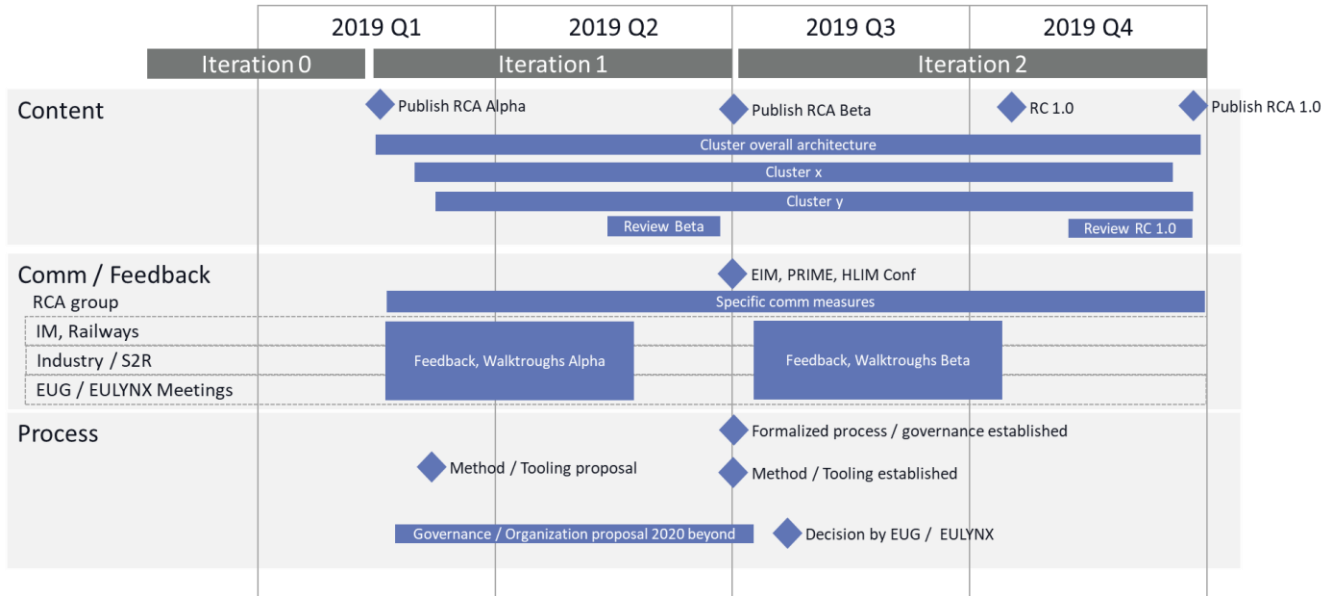 2019 Q1 2019 Q2 2019 Q3 2019 Q4
Iteration 0 Iteration 1 Iteration 2
Content
Publish RCA Alpha Publish RCA Beta RC 1.0 Publish RCA 1.0
Cluster overall architecture
Cluster x
Cluster y
Review Beta Review RC 1.0
Comm / Feedback
EIM, PRIME, HLIM Conf
RCA group Specific comm measures
IM, Railways
Industry / S2R Feedback, Walktroughs Alpha Feedback, Walktroughs Beta
EUG / EULYNX Meetings
Process
Formalized process / governance established
Method / Tooling proposal Method / Tooling established
Governance / Organization proposal 2020 beyond Decision by EUG / EULYNX